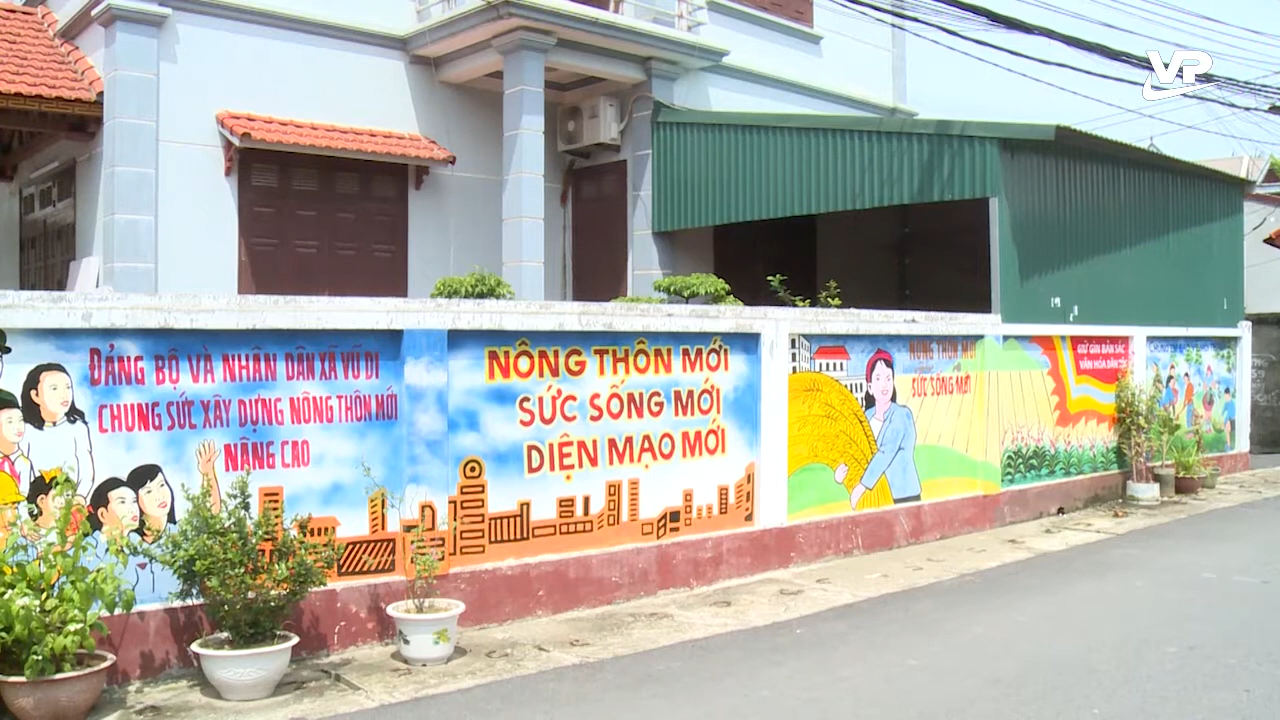 VP
ĐẢNG BỘ VÀ NHÂN DÂN XÃ VŨ DI
CHUNG SỨC XÂY DỰNG NÔNG THÔN MỚI
NÂNG CAO
NÔNG THÔN MỚI
SỨC SỐNG MỚI
DIỆN MẠO MỚI
NÔNG THÔN MỚI
SỨC SỐNG MỚI
GIỮ GÌN BẢN SẮC
VĂN HÓA DÂN TỘC